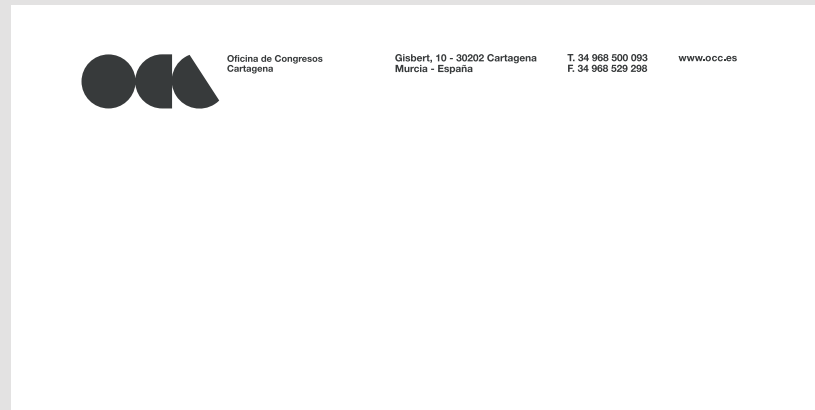 OCC
Oficina de Congresos
Cartagena
Gisbert, 10 - 30202 Cartagena
Murcia - España
T. 34 968 500 093
F. 34 968 529 298
www.occ.es